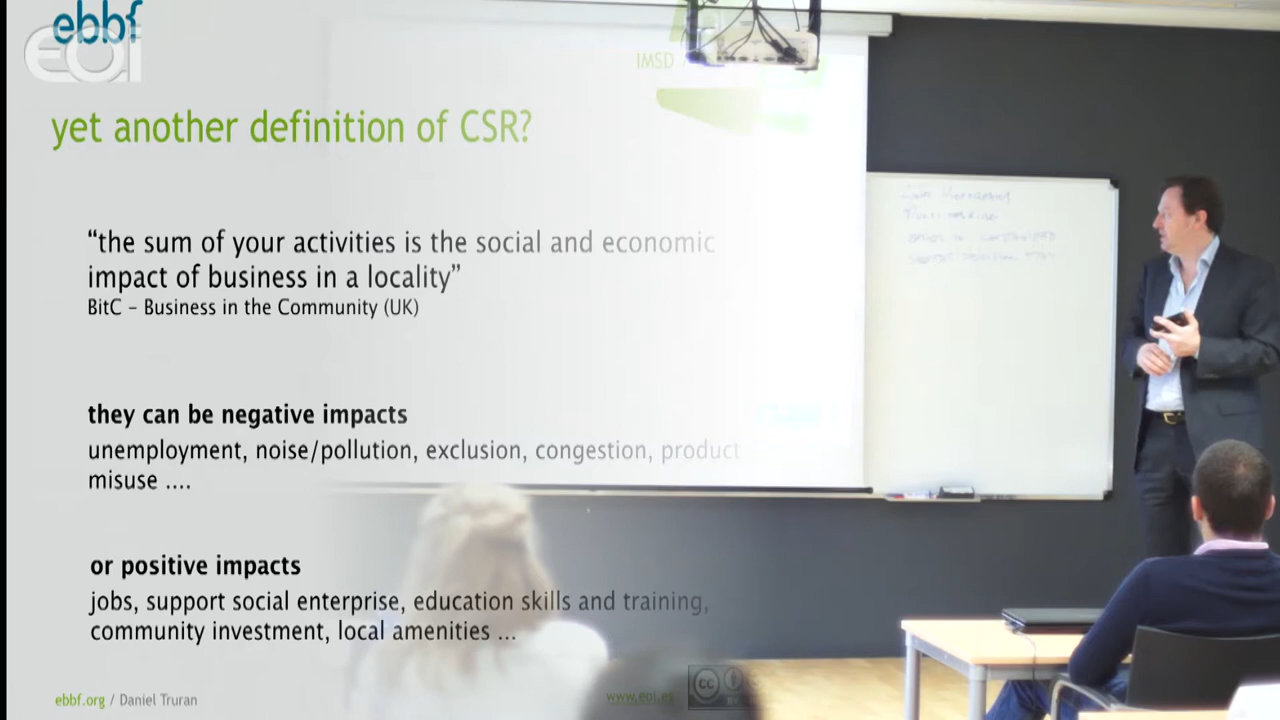 ebbf
eoi
IMSD
yet another definition of CSR?
“the sum of your activities is the social and economic
impact of business in a locality”
BitC – Business in the Community (UK)
they can be negative impacts
unemployment, noise/pollution, exclusion, congestion, product
misuse ....
or positive impacts
jobs, support social enterprise, education skills and training,
community investment, local amenities ...
ebbf.org / Daniel Truran
www.eoi.es
cc